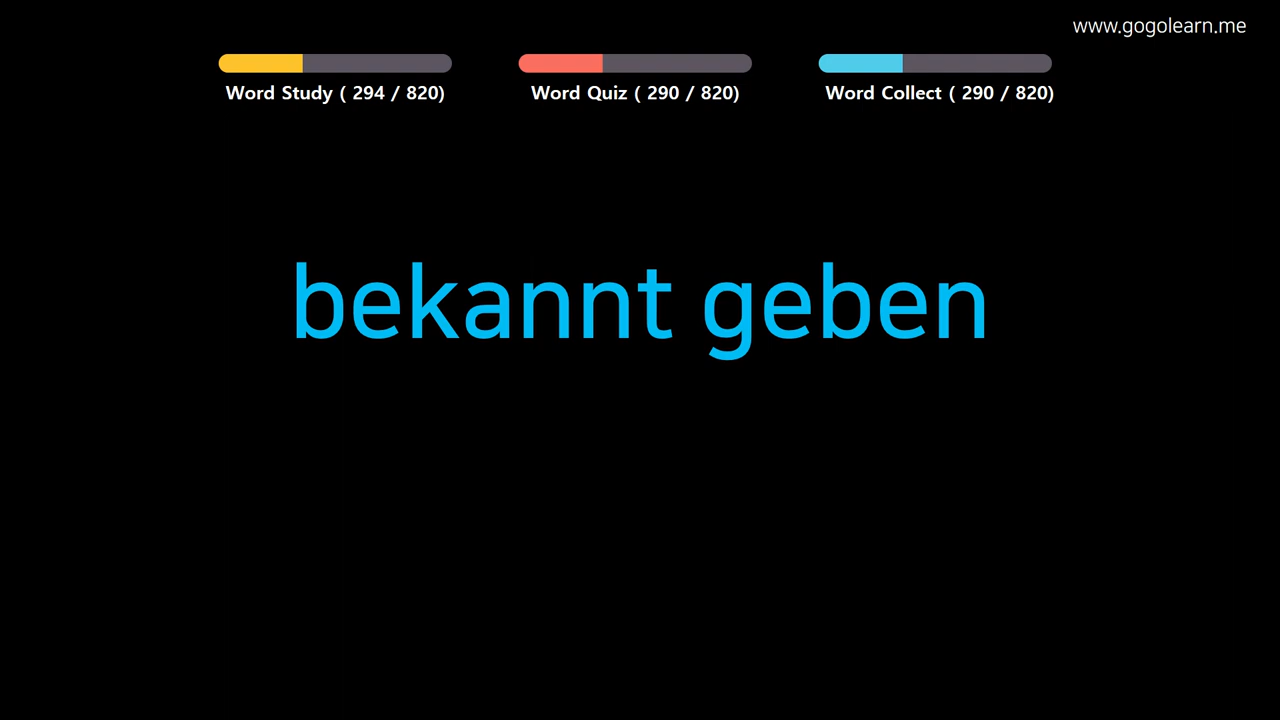 www.gogolearn.me
Word Study ( 294 / 820)
Word Quiz ( 290 / 820)
Word Collect ( 290 / 820)
bekannt geben